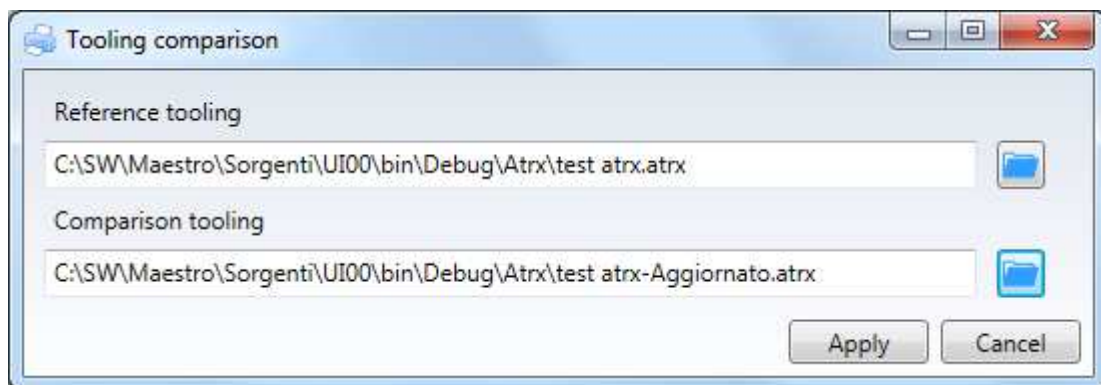 Tooling comparison
Reference tooling
C:\SW\Maestro\Sorgenti\UI00\bin\Debug\Atrx\test atrx.atrx
Comparison tooling
C:\SW\Maestro\Sorgenti\UI00\bin\Debug\Atrx\test atrx-Aggiornato.atrx
Apply Cancel